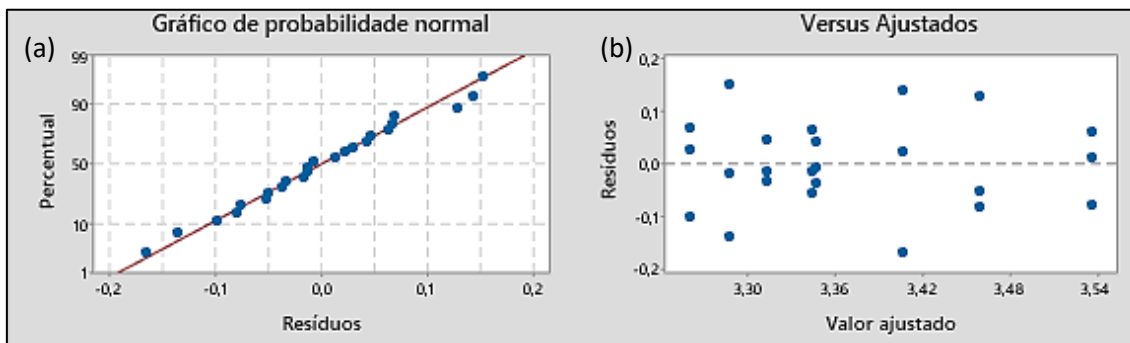 (a)
Gráfico de probabilidade normal
Percentual
99
90
50
10
1
-0,2
-0,1
0,0
0,1
0,2
Resíduos
(b)
Versus Ajustados
Resíduos
0,2
0,1
0,0
-0,1
-0,2
3,30
3,36
3,42
3,48
3,54
Valor ajustado